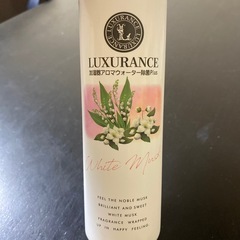 LUXURANCE
LUXURANCE
LUXURANCE
加湿器アロマウォーター除菌Plus
White Musk
FEEL THE NOBLE MUSK
BRILLIANT AND SWEET
WHITE MUSK
FRAGRANCE WRAPPED
UP IN HAPPY FEELING.